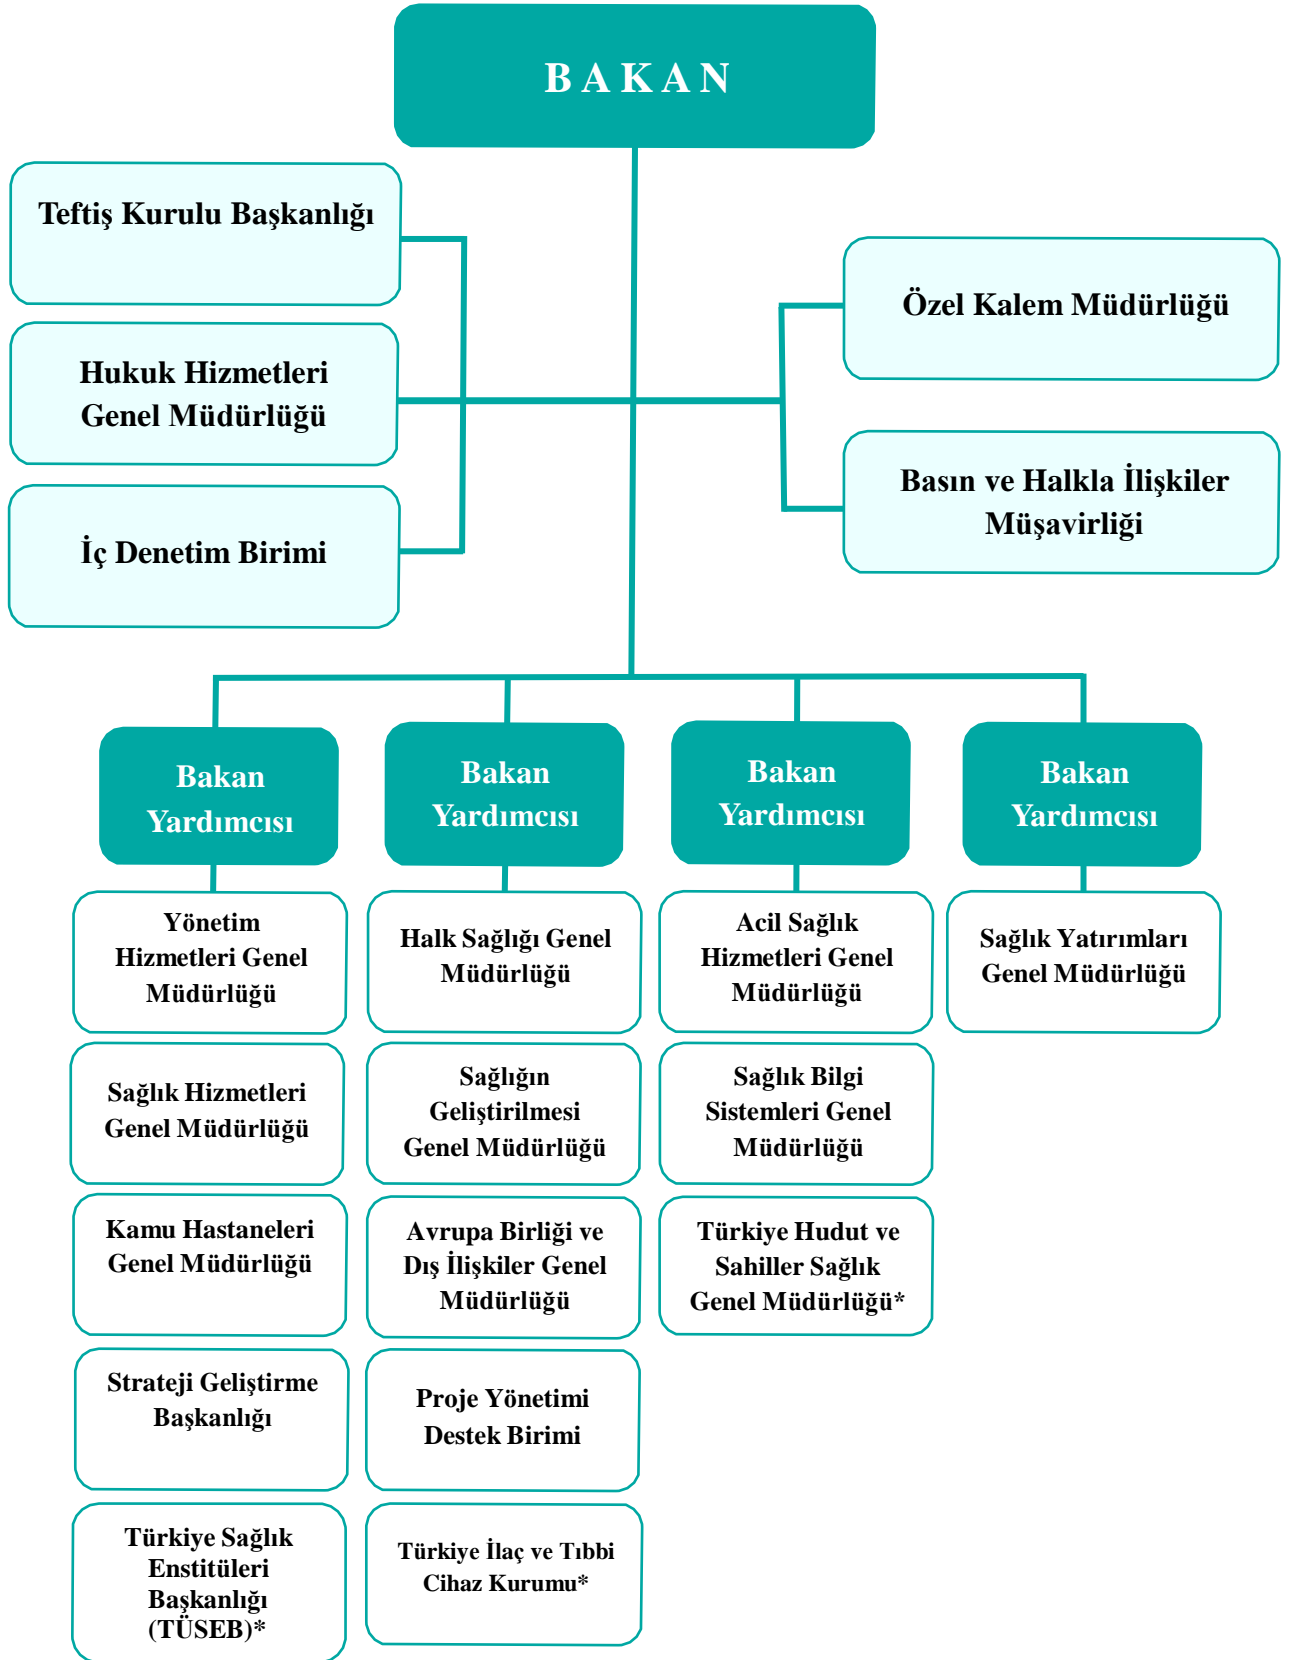 B A K A N
Teftiş Kurulu Başkanlığı
Hukuk Hizmetleri
Genel Müdürlüğü
İç Denetim Birimi
Özel Kalem Müdürlüğü
Basın ve Halkla İlişkiler
Müşavirliği
Bakan
Yardımcısı
Yönetim
Hizmetleri Genel
Müdürlüğü
Sağlık Hizmetleri
Genel Müdürlüğü
Kamu Hastaneleri
Genel Müdürlüğü
Strateji Geliştirme
Başkanlığı
Türkiye Sağlık
Enstitüleri
Başkanlığı
(TÜSEB)*
Bakan
Yardımcısı
Halk Sağlığı Genel
Müdürlüğü
Sağlığın
Geliştirilmesi
Genel Müdürlüğü
Avrupa Birliği ve
Dış İlişkiler Genel
Müdürlüğü
Proje Yönetimi
Destek Birimi
Türkiye İlaç ve Tıbbi
Cihaz Kurumu*
Bakan
Yardımcısı
Acil Sağlık
Hizmetleri Genel
Müdürlüğü
Sağlık Bilgi
Sistemleri Genel
Müdürlüğü
Türkiye Hudut ve
Sahiller Sağlık
Genel Müdürlüğü*
Bakan
Yardımcısı
Sağlık Yatırımları
Genel Müdürlüğü